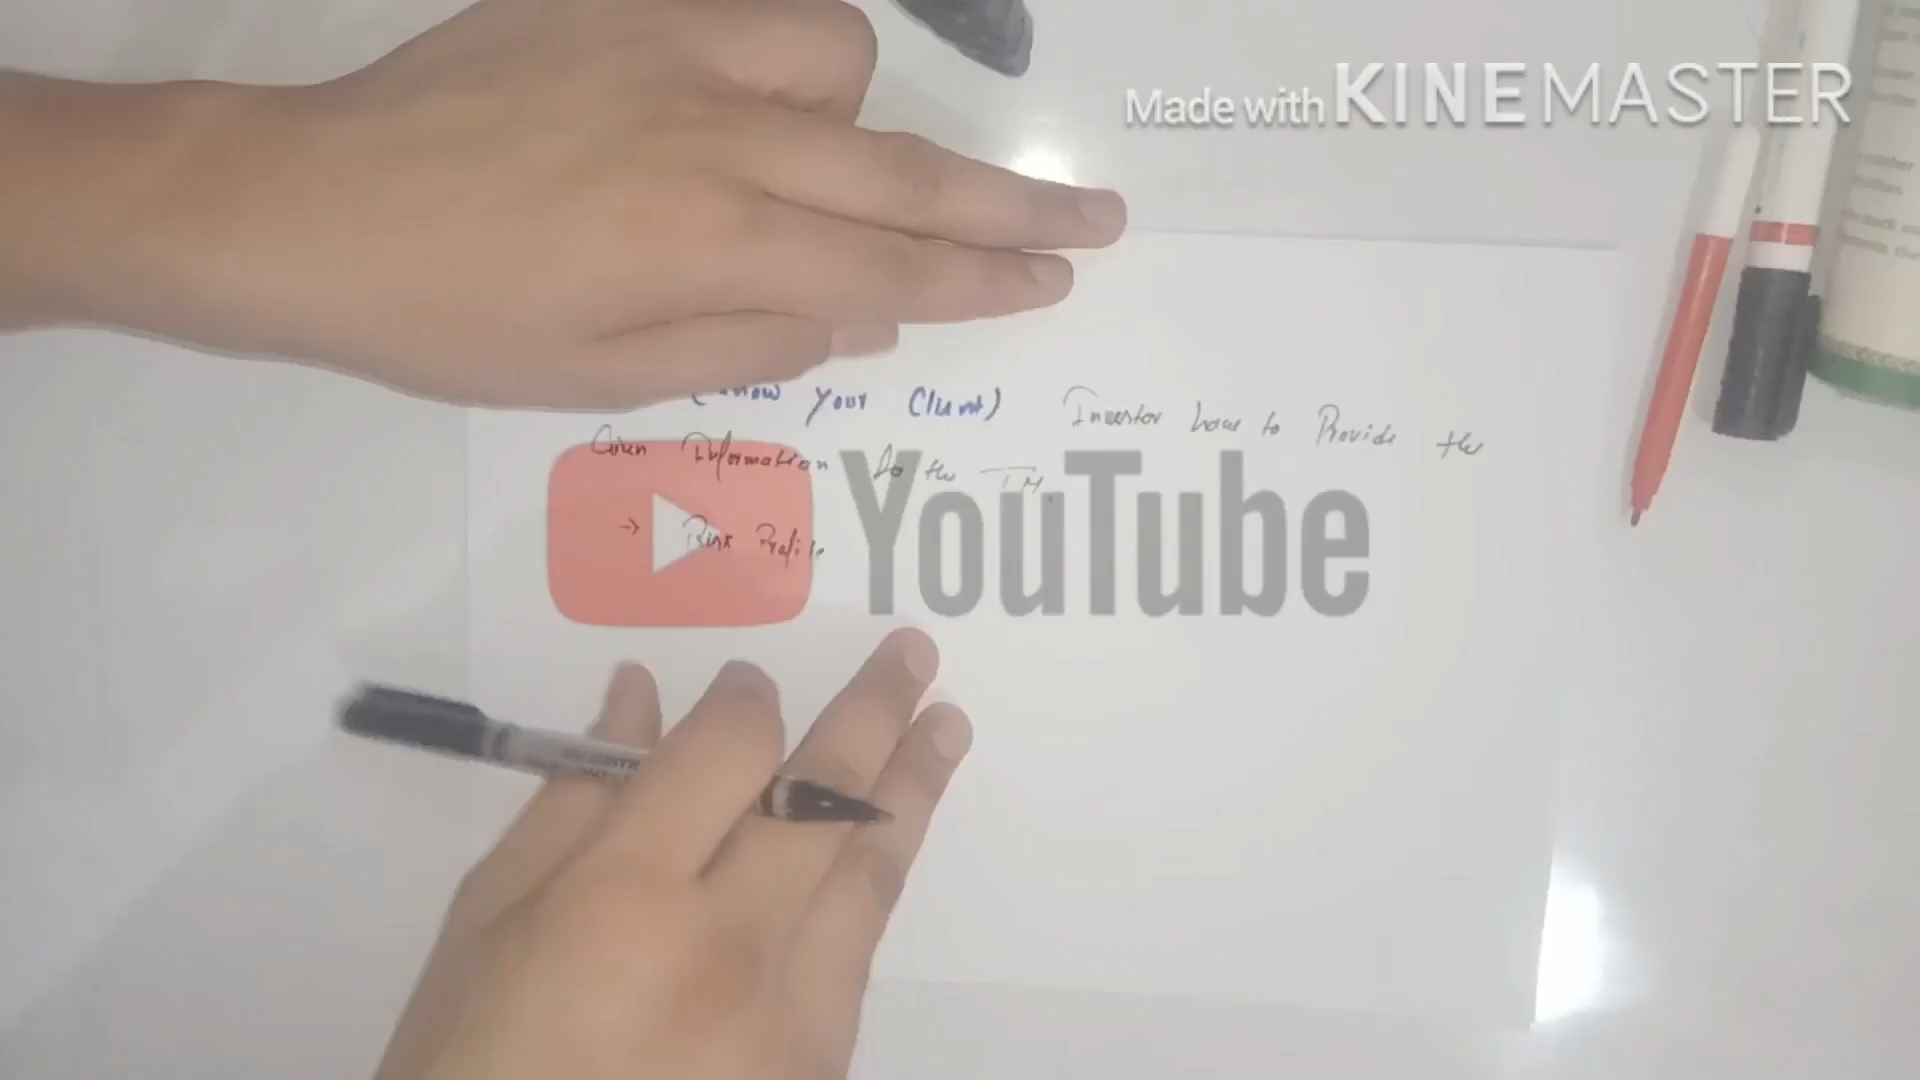 Made with KINEMASTER
Your Client) Investor have to Provide the
Given Information to the
→ Risk Profile
YouTube